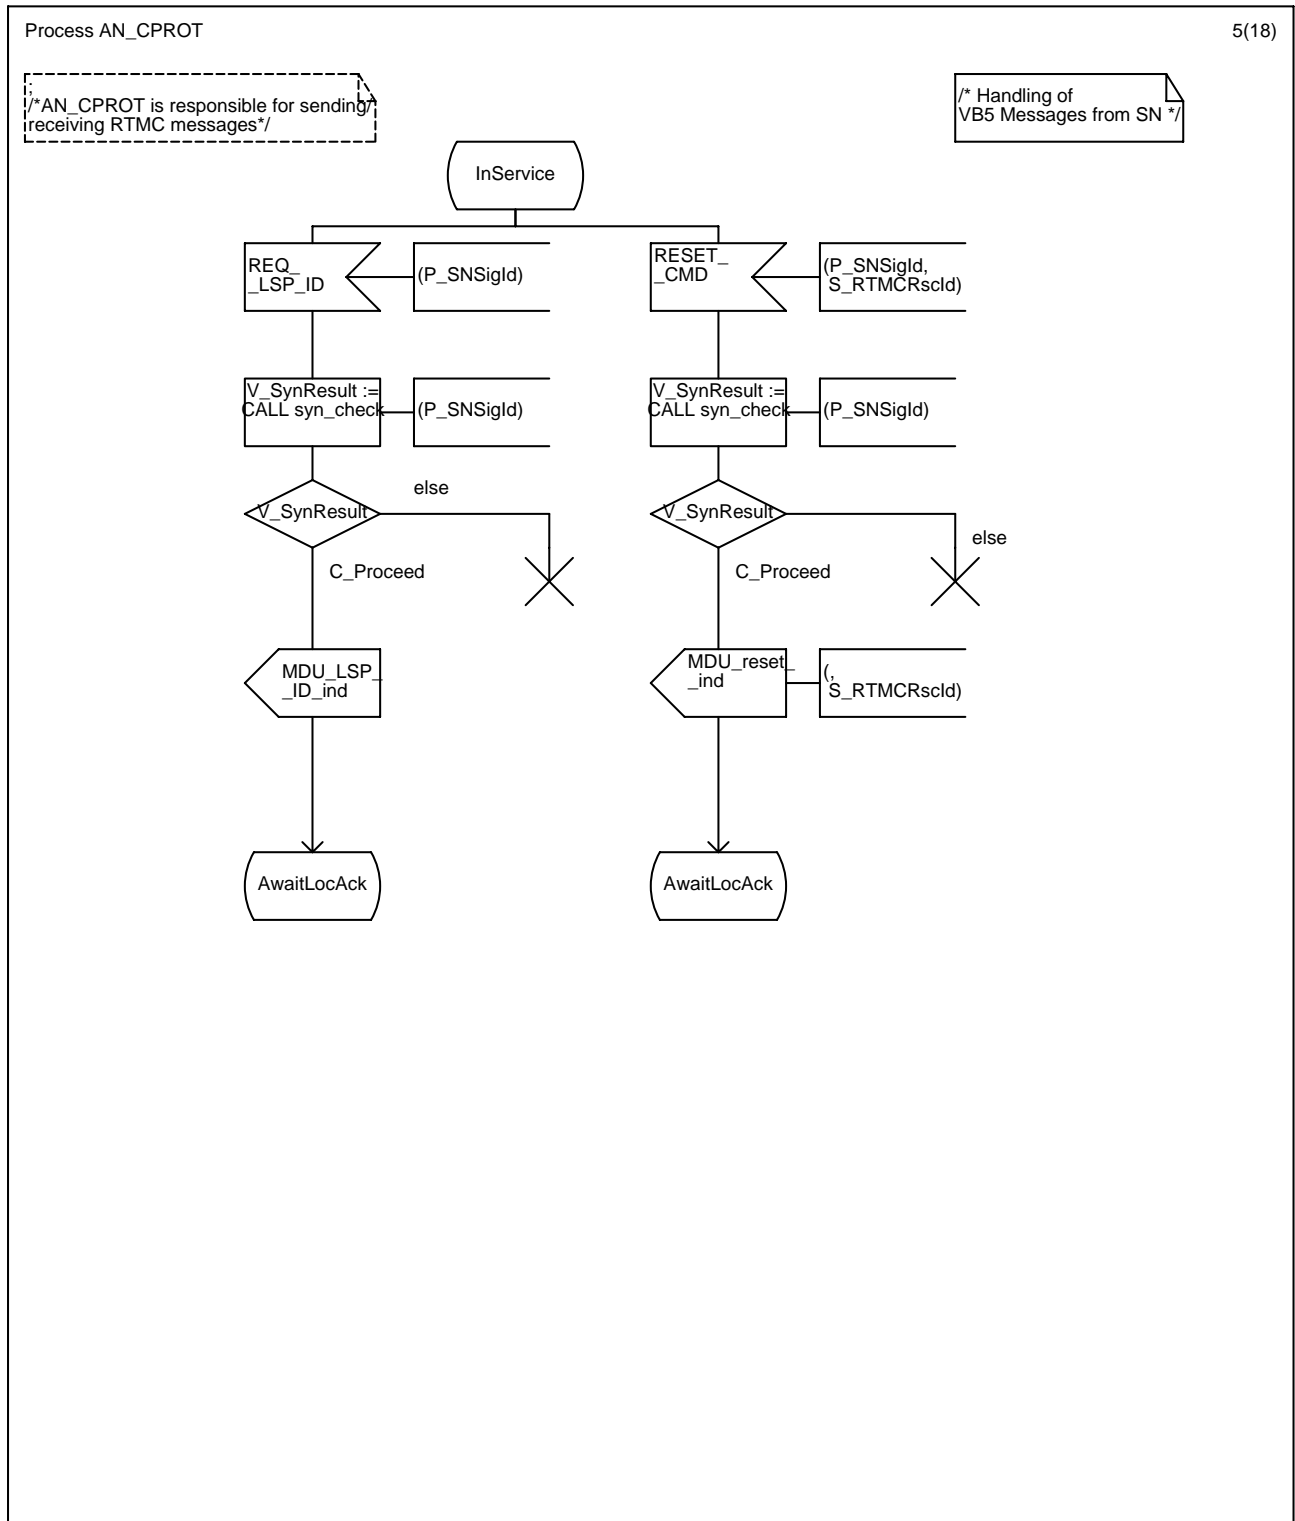 Process AN_CPROT
5(18)
;
/*AN_CPROT is responsible for sending/
receiving RTMC messages*/
/* Handling of
VB5 Messages from SN */
InService
REQ_
_LSP_ID
(P_SNSigId)
RESET_
_CMD
(P_SNSigId,
S_RTMCRscId)
V_SynResult :=
CALL syn_check
(P_SNSigId)
V_SynResult :=
CALL syn_check
(P_SNSigId)
V_SynResult
else
C_Proceed
V_SynResult
else
C_Proceed
MDU_LSP_
_ID_ind
MDU_reset_
_ind
(,
S_RTMCRscId)
AwaitLocAck
AwaitLocAck